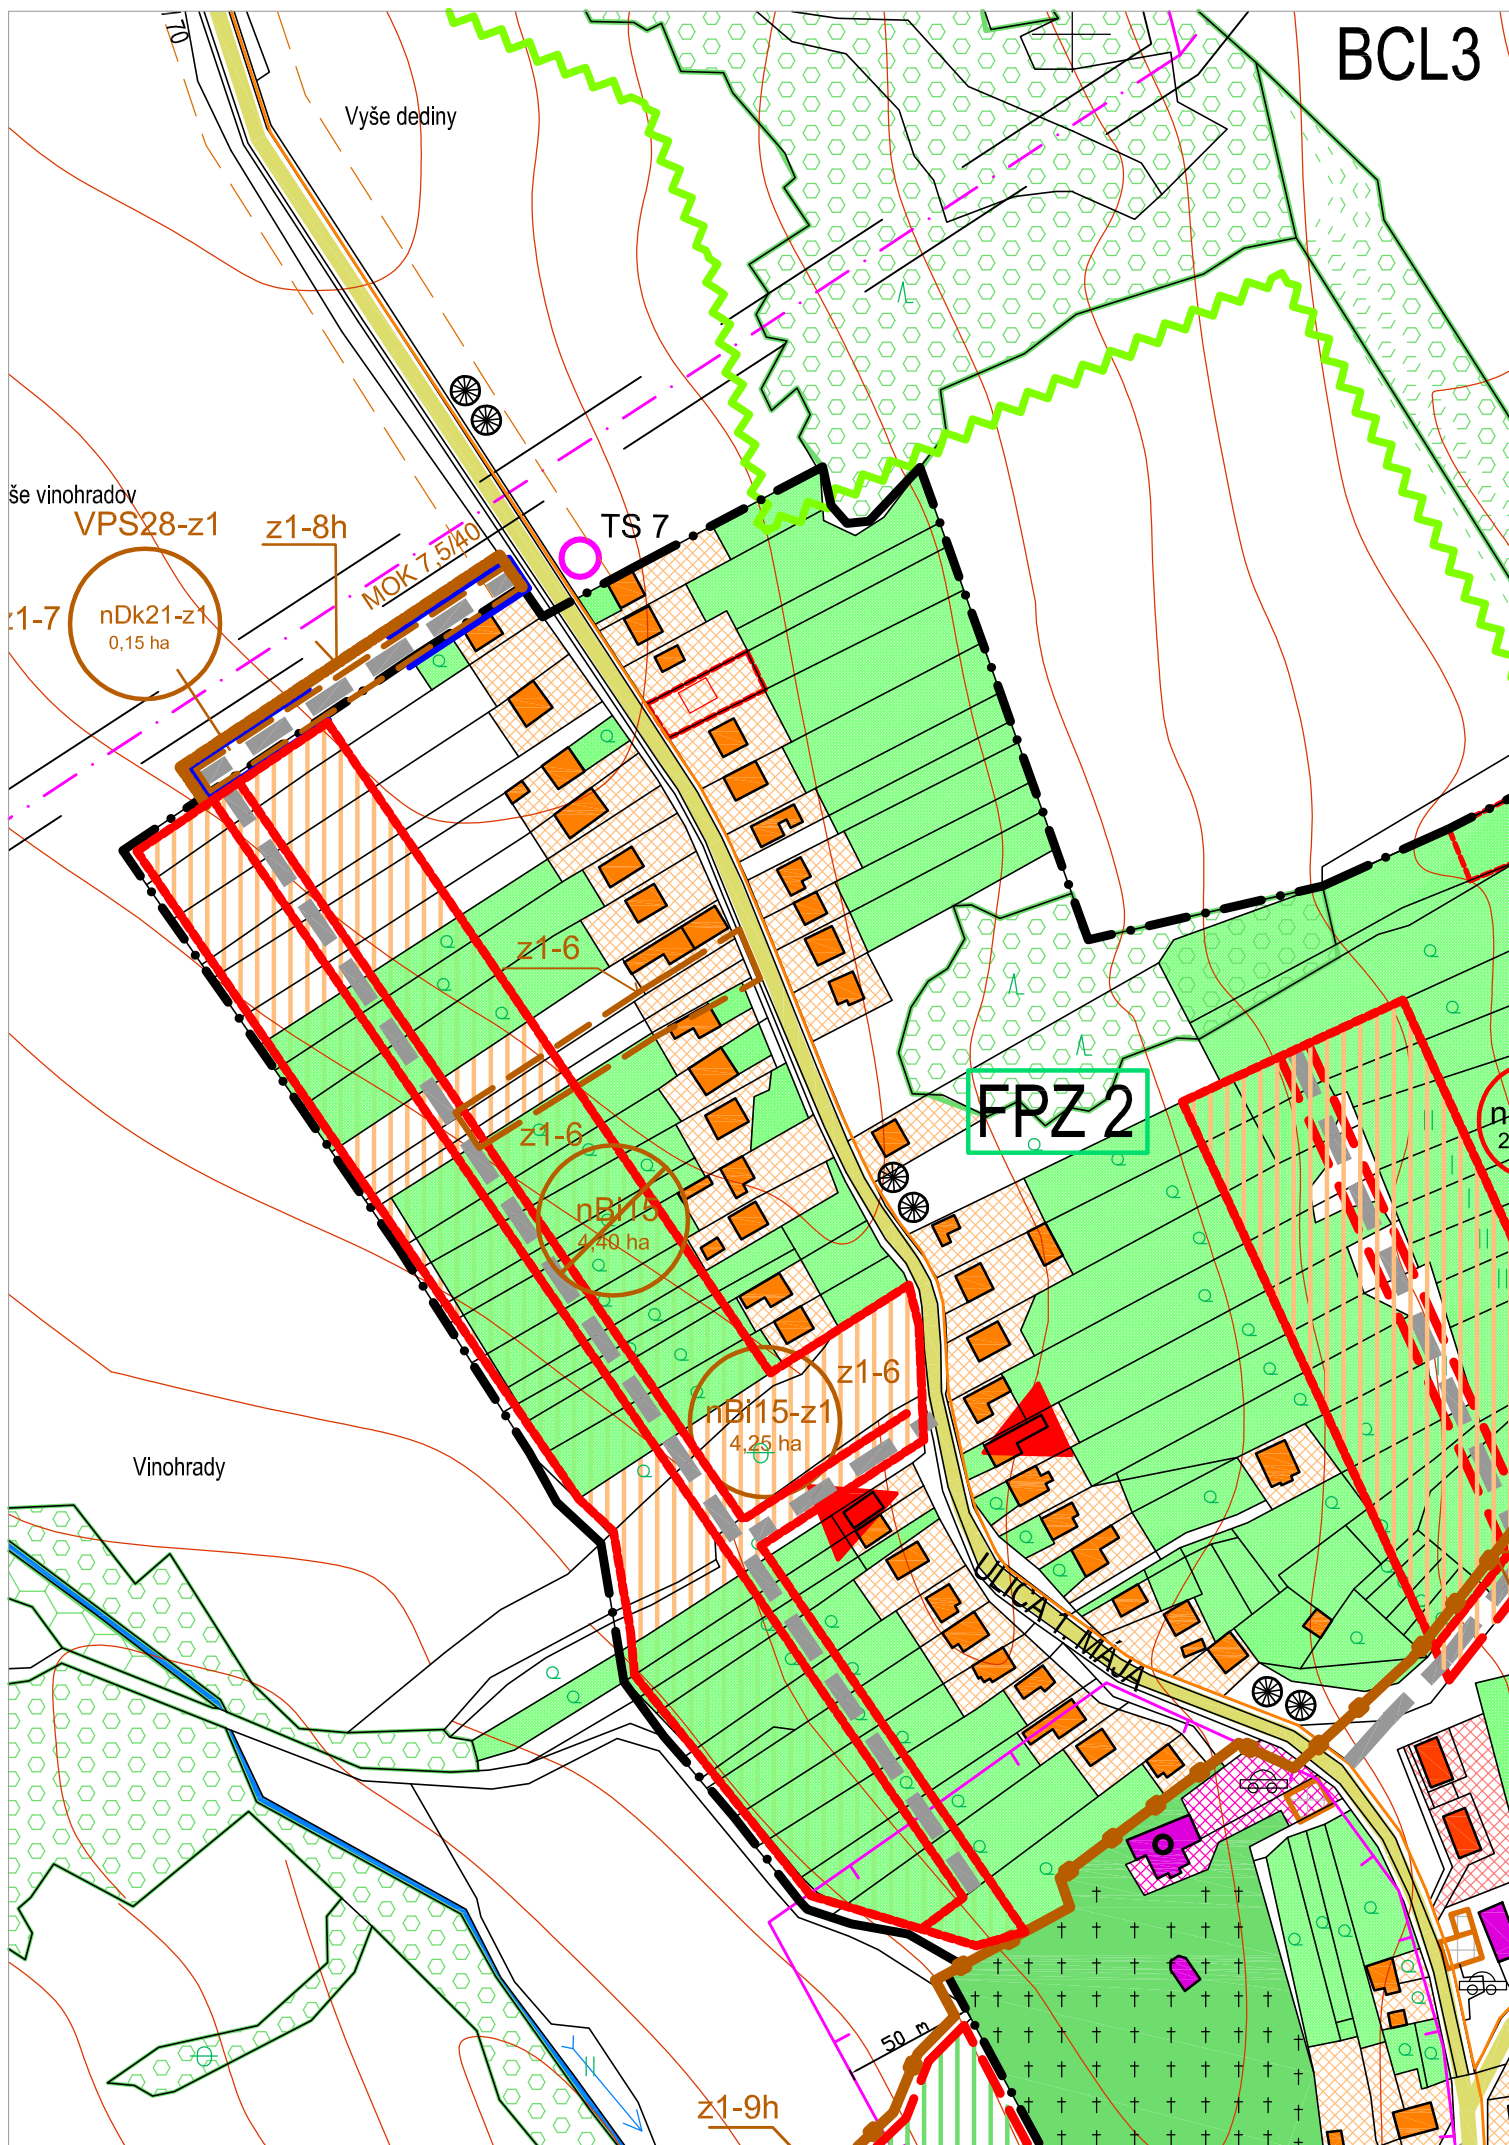 BCL3
70
Vyše dediny
še vinohradov
VPS28-z1
z1-8h
MOK 7,5/40
TS 7
z1-7
nDk21-z1
0,15 ha
z1-6
FPZ 2
z1-6
nBi15
4,40 ha
n
2
z1-6
nBi15-z1
4,25 ha
Vinohrady
ULICA 1. MÁJA
50 m
z1-9h